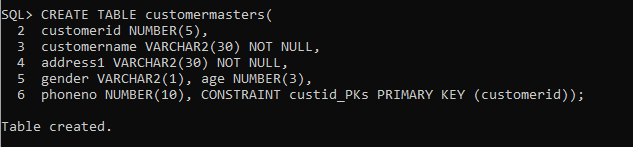 SQL> CREATE TABLE customermasters(
2 customerid NUMBER(5),
3 customername VARCHAR2(30) NOT NULL,
4 address1 VARCHAR2(30) NOT NULL,
5 gender VARCHAR2(1), age NUMBER(3),
6 phoneno NUMBER(10), CONSTRAINT custid_PKs PRIMARY KEY (customerid));
Table created.